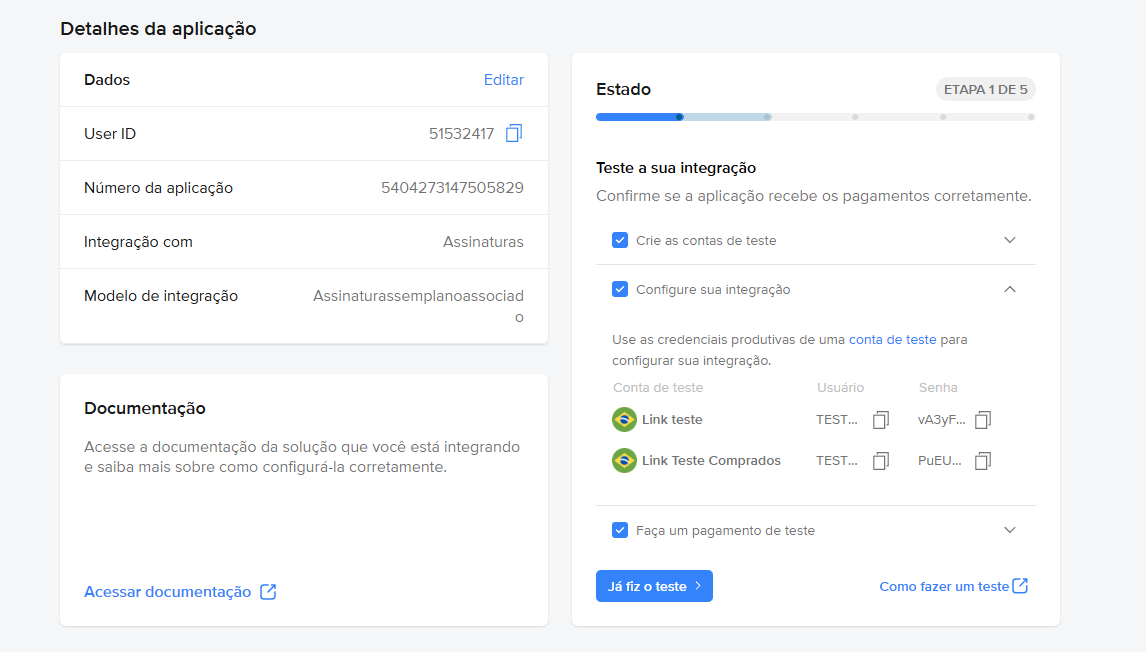 Detalhes da aplicação
Dados
Editar
User ID
51532417
Número da aplicação
5404273147505829
Integração com
Assinaturas
Modelo de integração
Assinaturassemplanoassociad
o
Documentação
Acesse a documentação da solução que você está integrando
e saiba mais sobre como configurá-la corretamente.
Acessar documentação
Estado
ETAPA 1 DE 5
Teste a sua integração
Confirme se a aplicação recebe os pagamentos corretamente.
Crie as contas de teste
Configure sua integração
Use as credenciais produtivas de uma conta de teste para
configurar sua integração.
Conta de teste Usuário Senha
Link teste TEST... vA3yF...
Link Teste Comprados TEST... PuEU...
Faça um pagamento de teste
Já fiz o teste
Como fazer um teste